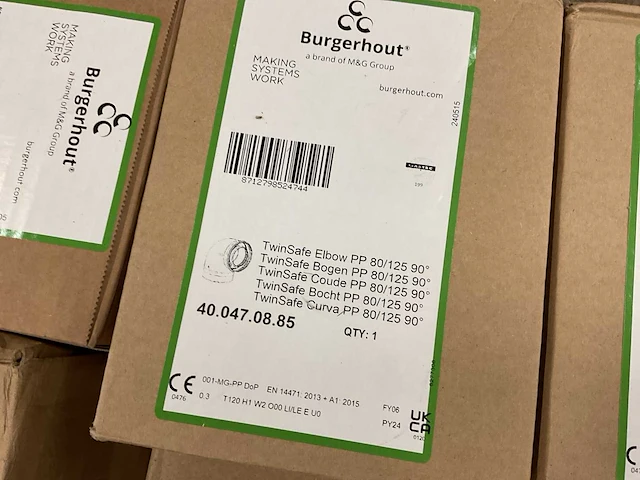 Burgerhout®
a brand of M&G Group
MAKING
SYSTEMS
WORK
burgerhout.com
240515
8712798524744
TwinSafe Elbow PP 80/125 90°
TwinSafe Bogen PP 80/125 90°
TwinSafe Coude PP 80/125 90°
TwinSafe Bocht PP 80/125 90°
TwinSafe Curva PP 80/125 90°
40.047.08.85
QTY: 1
CE
0476
001-MG-PP DoP EN 14471: 2013 + A1: 2015
0.3 T120 H1 W2 O00 LI/LE E U0
FY06
PY24
UK
CA
MAKING
SYSTEMS
WORK
Burgerhout®
a brand of M&G Group
burgerhout.com